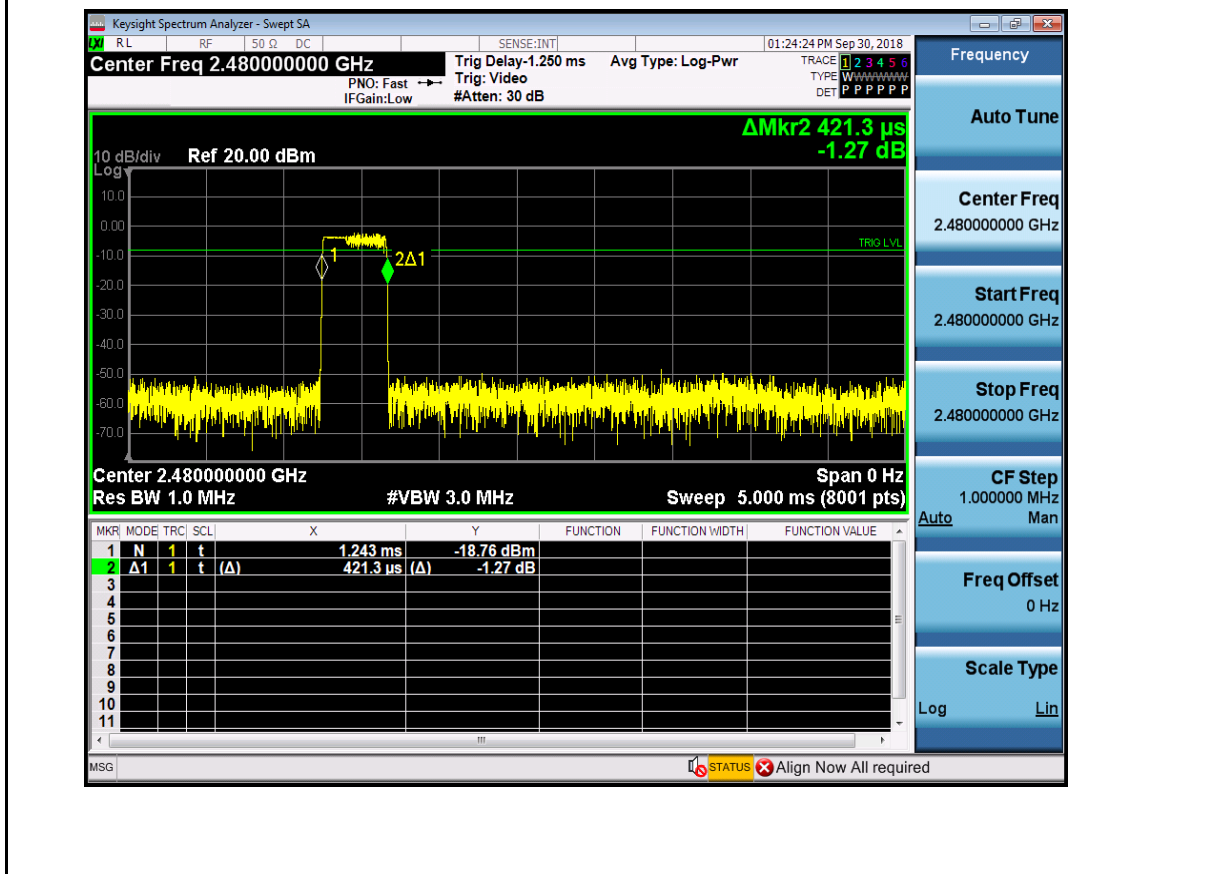 Keysight Spectrum Analyzer - Swept SA
LXI RL RF 50 Ω DC SENSE:INT 01:24:24 PM Sep 30, 2018
Center Freq 2.480000000 GHz
PNO: Fast
IFGain:Low
Trig Delay-1.250 ms
Trig: Video
#Atten: 30 dB
Avg Type: Log-Pwr
TRACE 1 2 3 4 5 6
TYPE WWWWWW
DET P P P P P P
ΔMkr2 421.3 µs
-1.27 dB
10 dB/div Ref 20.00 dBm
Log
10.0
0.00
-10.0
-20.0
-30.0
-40.0
-50.0
-60.0
-70.0
TRIG LVL
1
2Δ1
Center 2.480000000 GHz Span 0 Hz
Res BW 1.0 MHz #VBW 3.0 MHz Sweep 5.000 ms (8001 pts)
MKR MODE TRC SCL X Y FUNCTION FUNCTION WIDTH FUNCTION VALUE
1 N 1 t 1.243 ms -18.76 dBm
2 Δ1 1 t (Δ) 421.3 µs (Δ) -1.27 dB
3
4
5
6
7
8
9
10
11
MSG STATUS Align Now All required
Frequency
Auto Tune
Center Freq
2.480000000 GHz
Start Freq
2.480000000 GHz
Stop Freq
2.480000000 GHz
CF Step
1.000000 MHz
Auto Man
Freq Offset
0 Hz
Scale Type
Log Lin